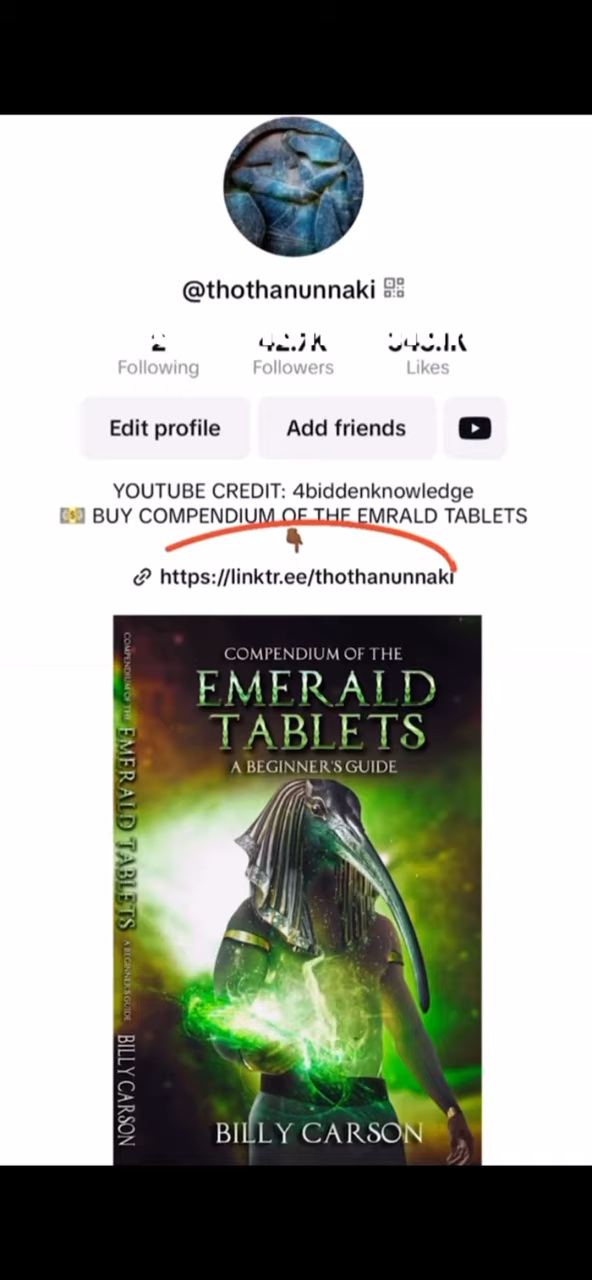 @thothanunnaki
Following Followers Likes
Edit profile Add friends
YOUTUBE CREDIT: 4biddenknowledge
💵 BUY COMPENDIUM OF THE EMRALD TABLETS
👇🏾
https://linktr.ee/thothanunnaki
COMPENDIUM OF THE EMERALD TABLETS A BEGINNER'S GUIDE BILLY CARSON
COMPENDIUM OF THE
EMERALD
TABLETS
A BEGINNER'S GUIDE
BILLY CARSON